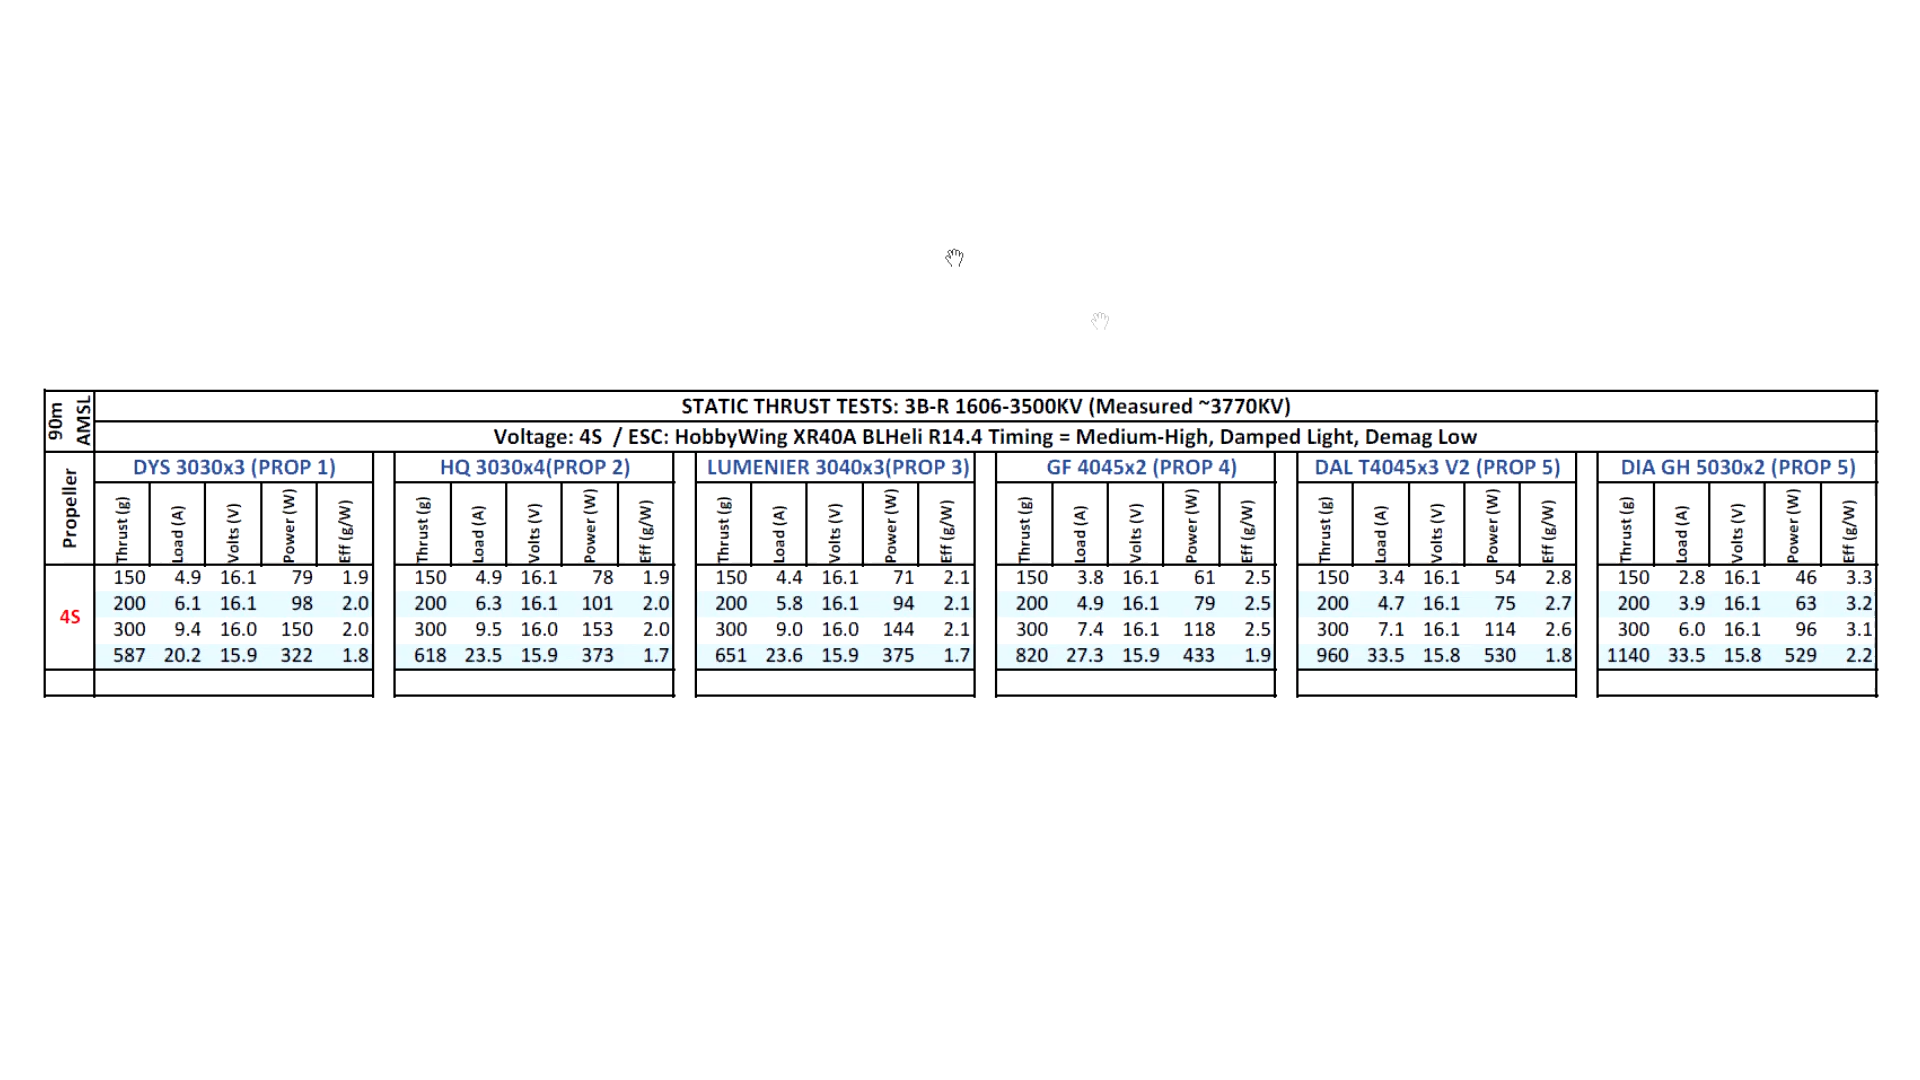 90m
AMSL
STATIC THRUST TESTS: 3B-R 1606-3500KV (Measured ~3770KV)
Voltage: 4S / ESC: HobbyWing XR40A BLHeli R14.4 Timing = Medium-High, Damped Light, Demag Low
Propeller
DYS 3030x3 (PROP 1) HQ 3030x4(PROP 2) LUMENIER 3040x3(PROP 3) GF 4045x2 (PROP 4) DAL T4045x3 V2 (PROP 5) DIA GH 5030x2 (PROP 5)
Thrust (g) Load (A) Volts (V) Power (W) Eff (g/W) Thrust (g) Load (A) Volts (V) Power (W) Eff (g/W) Thrust (g) Load (A) Volts (V) Power (W) Eff (g/W) Thrust (g) Load (A) Volts (V) Power (W) Eff (g/W) Thrust (g) Load (A) Volts (V) Power (W) Eff (g/W) Thrust (g) Load (A) Volts (V) Power (W) Eff (g/W)
4S
150 4.9 16.1 79 1.9 150 4.9 16.1 78 1.9 150 4.4 16.1 71 2.1 150 3.8 16.1 61 2.5 150 3.4 16.1 54 2.8 150 2.8 16.1 46 3.3
200 6.1 16.1 98 2.0 200 6.3 16.1 101 2.0 200 5.8 16.1 94 2.1 200 4.9 16.1 79 2.5 200 4.7 16.1 75 2.7 200 3.9 16.1 63 3.2
300 9.4 16.0 150 2.0 300 9.5 16.0 153 2.0 300 9.0 16.0 144 2.1 300 7.4 16.1 118 2.5 300 7.1 16.1 114 2.6 300 6.0 16.1 96 3.1
587 20.2 15.9 322 1.8 618 23.5 15.9 373 1.7 651 23.6 15.9 375 1.7 820 27.3 15.9 433 1.9 960 33.5 15.8 530 1.8 1140 33.5 15.8 529 2.2